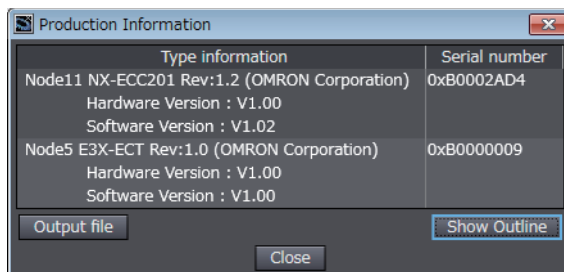 Production Information
Type information Serial number
Node11 NX-ECC201 Rev:1.2 (OMRON Corporation) 0xB0002AD4
Hardware Version : V1.00
Software Version : V1.02
Node5 E3X-ECT Rev:1.0 (OMRON Corporation) 0xB0000009
Hardware Version : V1.00
Software Version : V1.00
Output file Show Outline
Close